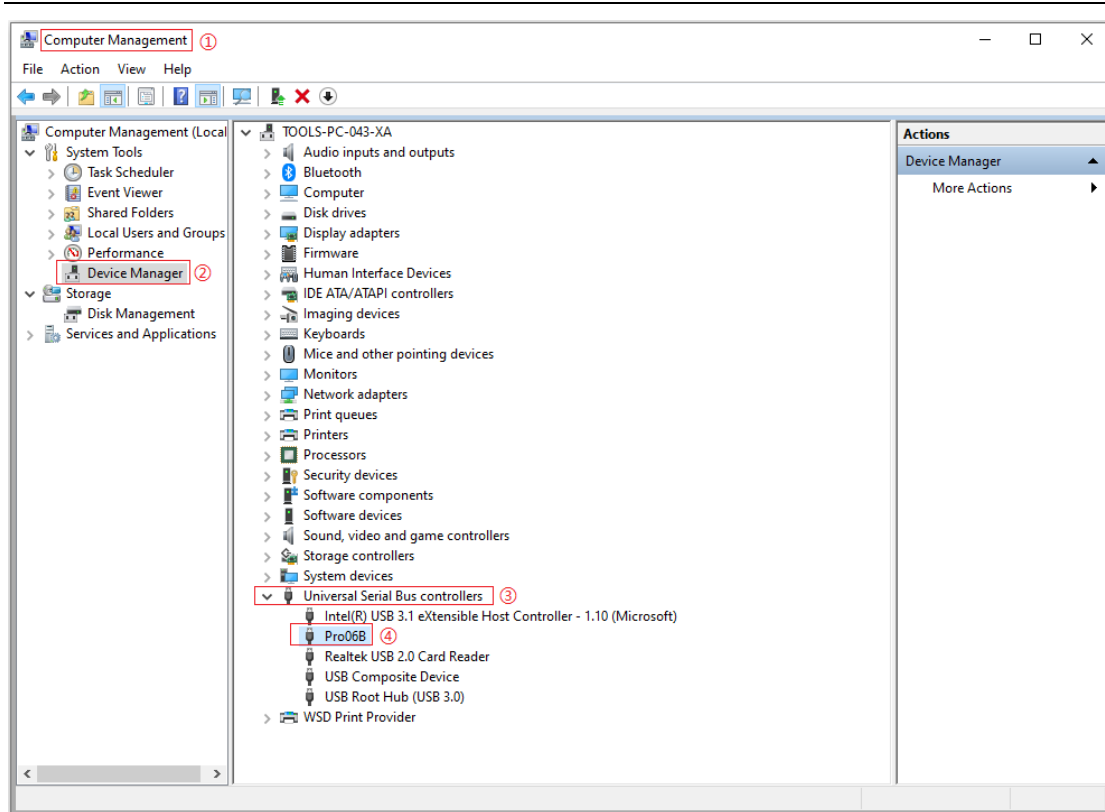 Computer Management ①
File Action View Help
Computer Management (Local
System Tools
Task Scheduler
Event Viewer
Shared Folders
Local Users and Groups
Performance
Device Manager ②
Storage
Disk Management
Services and Applications
TOOLS-PC-043-XA
Audio inputs and outputs
Bluetooth
Computer
Disk drives
Display adapters
Firmware
Human Interface Devices
IDE ATA/ATAPI controllers
Imaging devices
Keyboards
Mice and other pointing devices
Monitors
Network adapters
Print queues
Printers
Processors
Security devices
Software components
Software devices
Sound, video and game controllers
Storage controllers
System devices
Universal Serial Bus controllers ③
Intel(R) USB 3.1 eXtensible Host Controller - 1.10 (Microsoft)
Pro06B ④
Realtek USB 2.0 Card Reader
USB Composite Device
USB Root Hub (USB 3.0)
WSD Print Provider
Actions
Device Manager
More Actions